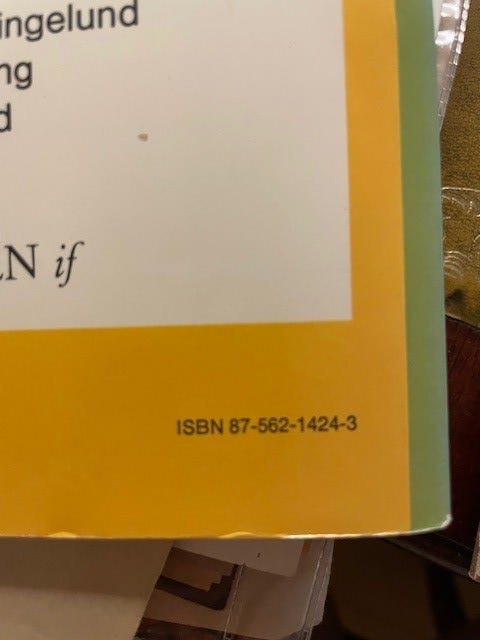 ingelund
ng
d
N if
ISBN 87-562-1424-3